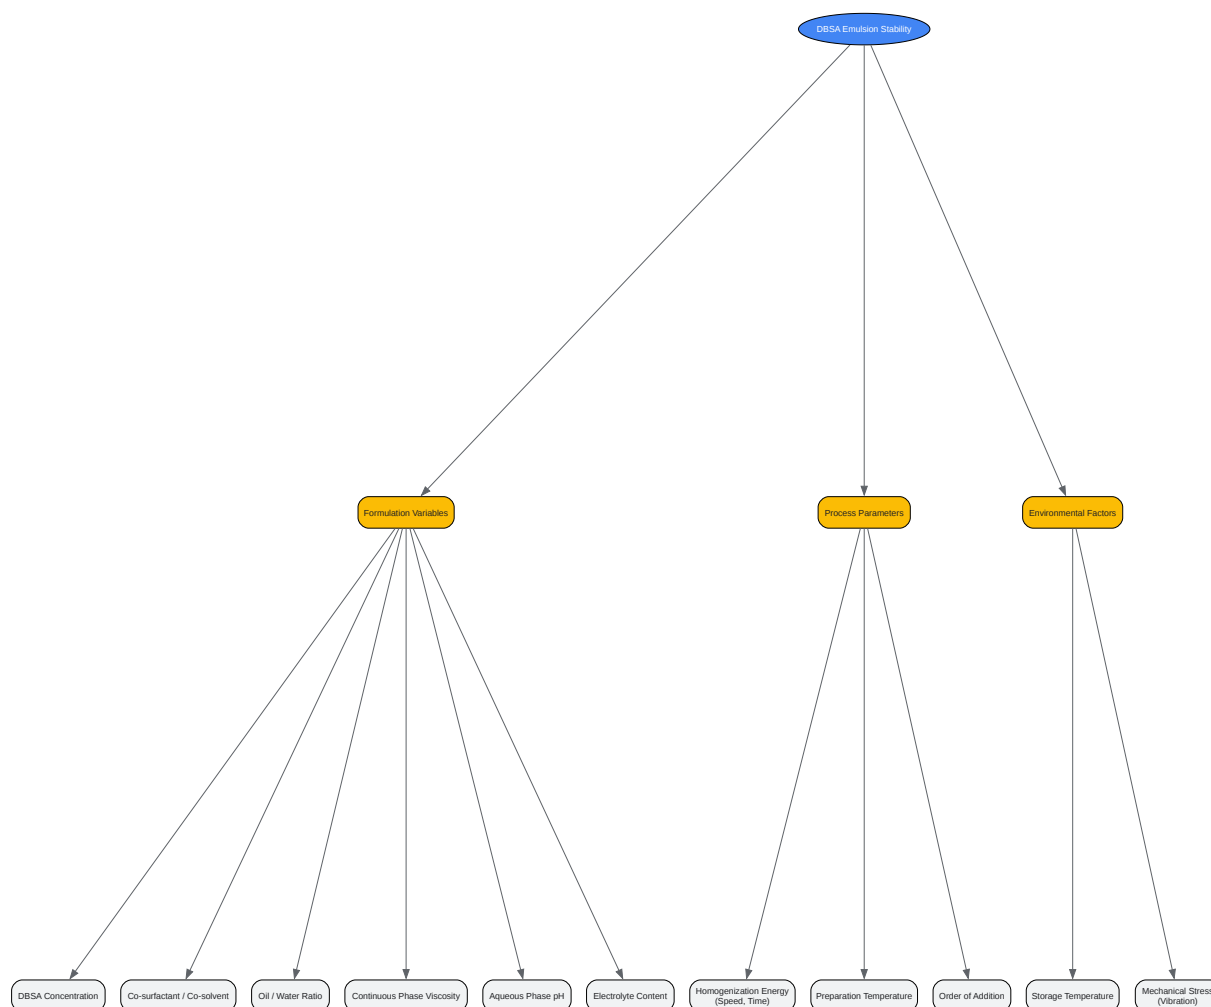 DBSA Emulsion Stability
Formulation Variables
Process Parameters
Environmental Factors
DBSA Concentration
Co-surfactant / Co-solvent
Oil / Water Ratio
Continuous Phase Viscosity
Aqueous Phase pH
Electrolyte Content
Homogenization Energy
(Speed, Time)
Preparation Temperature
Order of Addition
Storage Temperature
Mechanical Stress
(Vibration)